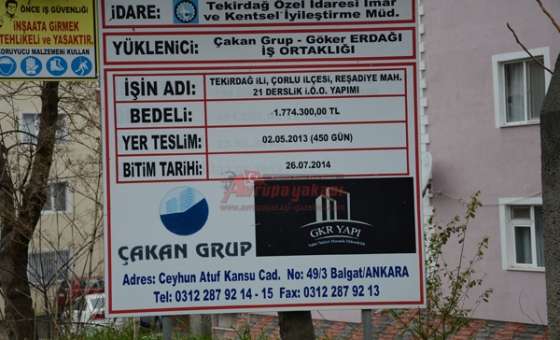 ÖNCE İŞ GÜVENLİĞİ
İNŞAATA GİRMEK
TEHLİKELİ ve YASAKTIR.
KORUYUCU MALZEMENİ KULLAN
İDARE:
Tekirdağ Özel İdaresi İmar
ve Kentsel İyileştirme Müd.
YÜKLENİCİ:
Çakan Grup - Göker ERDAĞI
İŞ ORTAKLIĞI
İŞİN ADI:
TEKİRDAĞ İLİ, ÇORLU İLÇESİ, REŞADİYE MAH.
21 DERSLİK İ.O.O. YAPIMI
BEDELİ:
1.774.300,00 TL
YER TESLİM:
02.05.2013 (450 GÜN)
BİTİM TARİHİ:
26.07.2014
Avrupa yakası
ÇAKAN GRUP
GKR YAPI
Adres: Ceyhun Atuf Kansu Cad. No: 49/3 Balgat/ANKARA
Tel: 0312 287 92 14 - 15 Fax: 0312 287 92 13